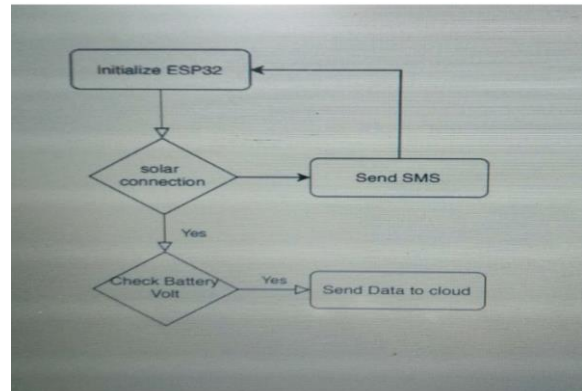 Initialize ESP32
solar
connection
Send SMS
Yes
Check Battery
Volt
Yes
Send Data to cloud